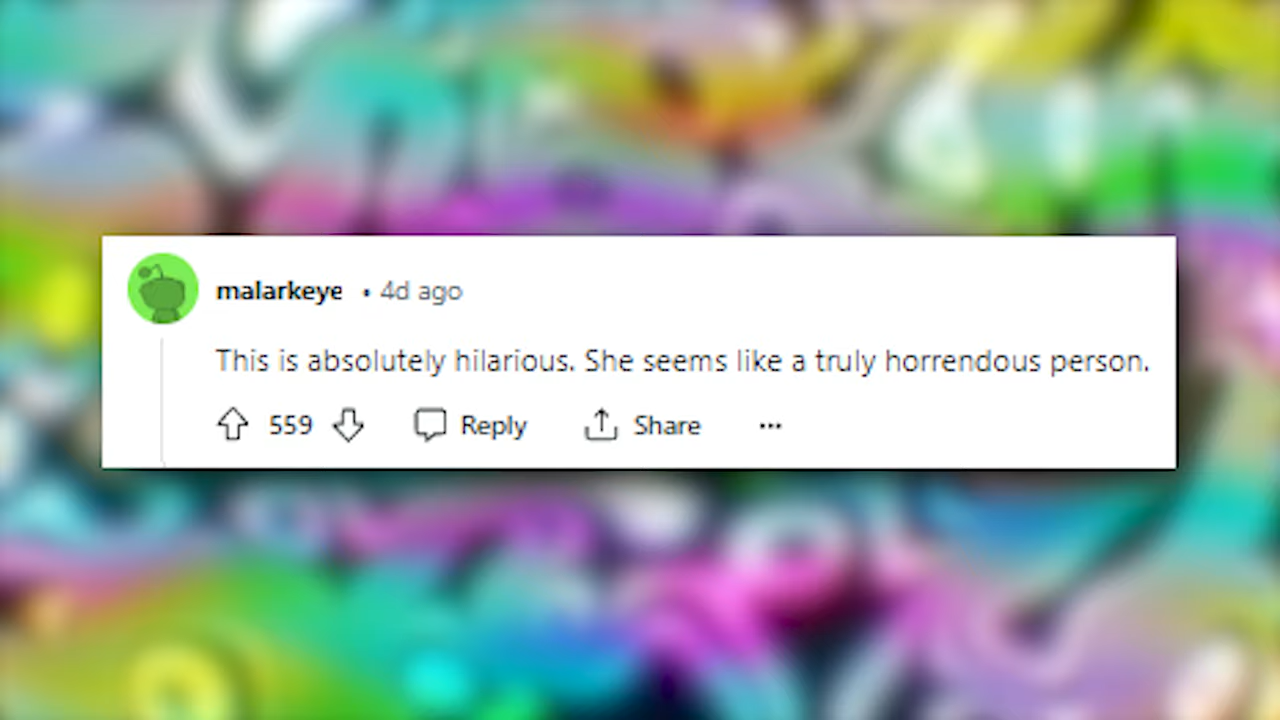 malarkeye • 4d ago
This is absolutely hilarious. She seems like a truly horrendous person.
559 Reply Share ...